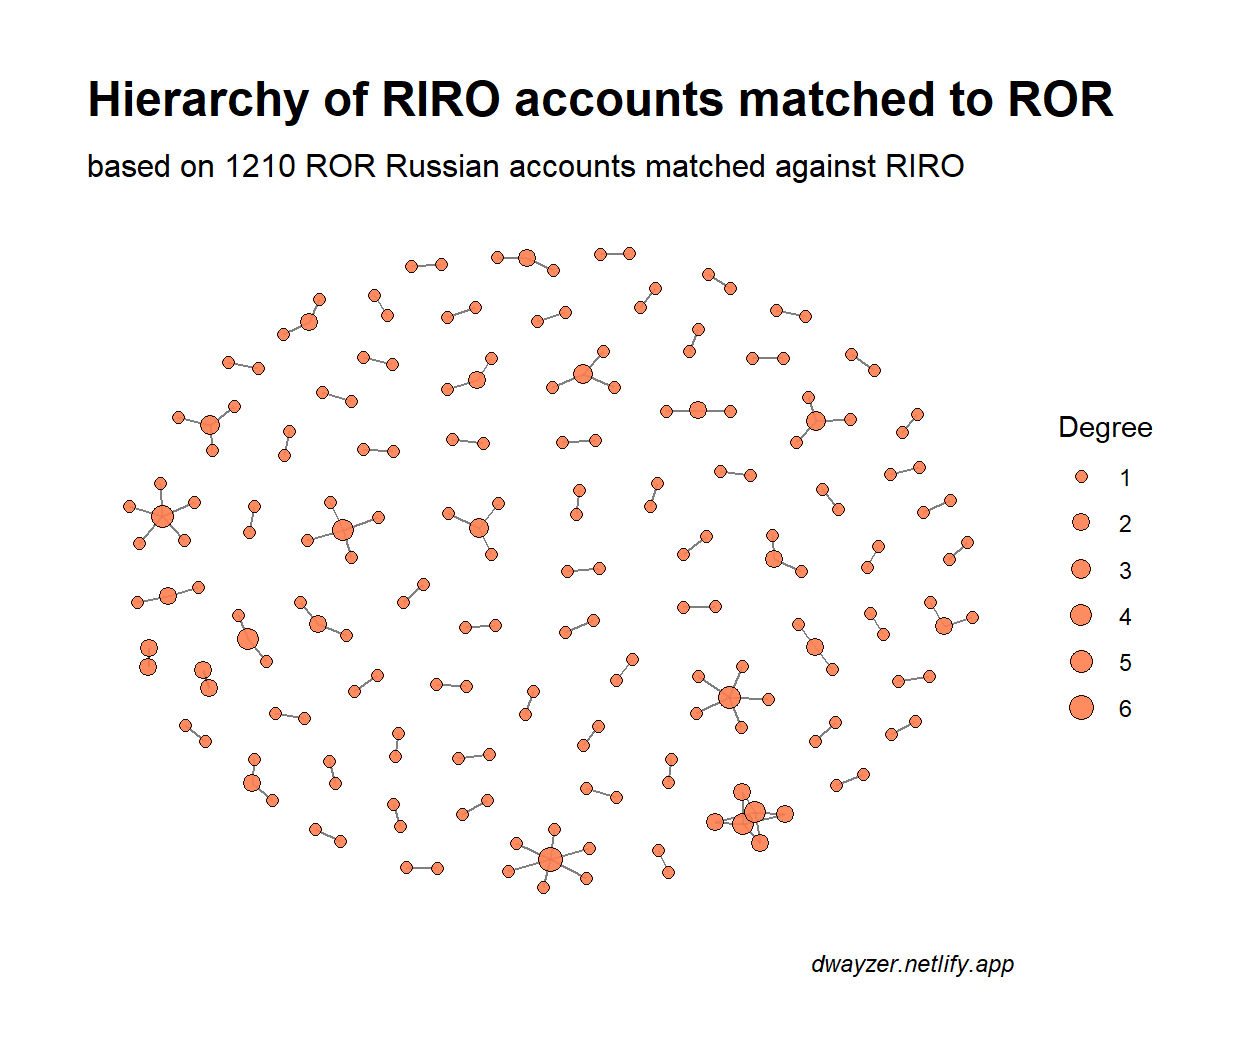 Hierarchy of RIRO accounts matched to ROR
based on 1210 ROR Russian accounts matched against RIRO
Degree
1
2
3
4
5
6
dwayzer.netlify.app